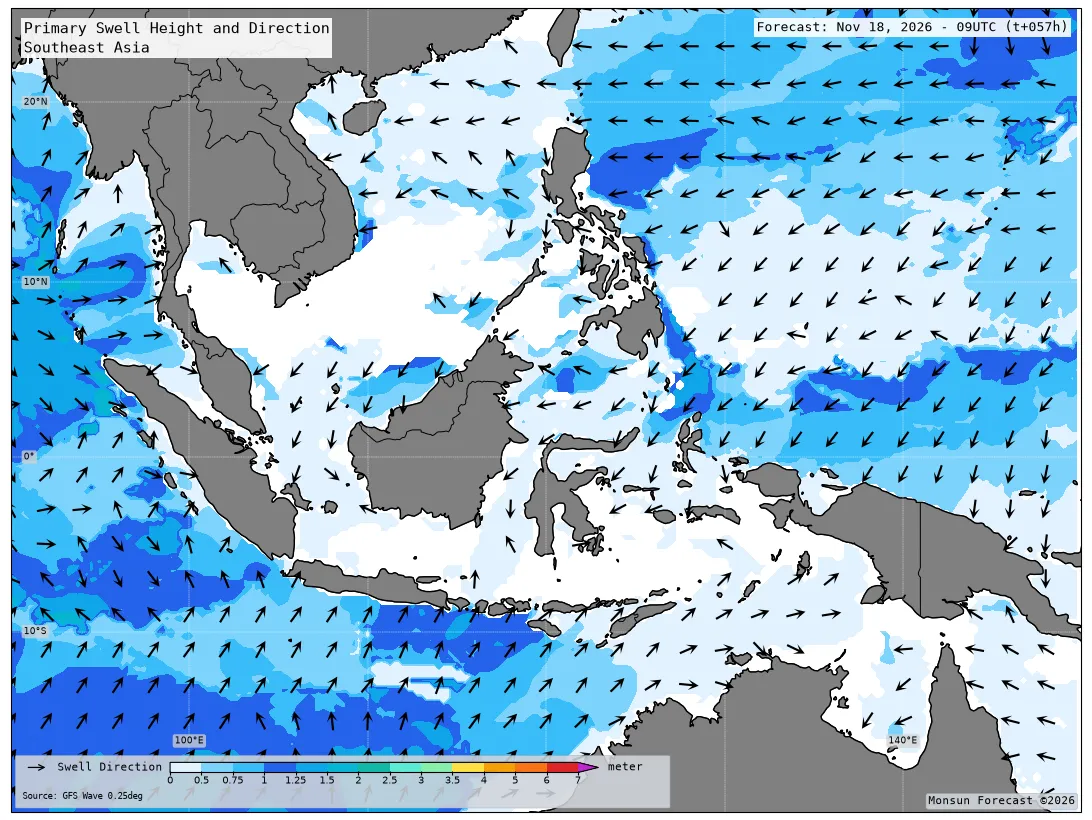 Primary Swell Height and Direction
Southeast Asia
Forecast: Nov 18, 2026 - 09UTC (t+057h)
20°N
10°N
0°
10°S
100°E
140°E
Swell Direction
0 0.5 0.75 1 1.25 1.5 2 2.5 3 3.5 4 5 6 7
meter
Source: GFS Wave 0.25deg
Monsun Forecast ©2026